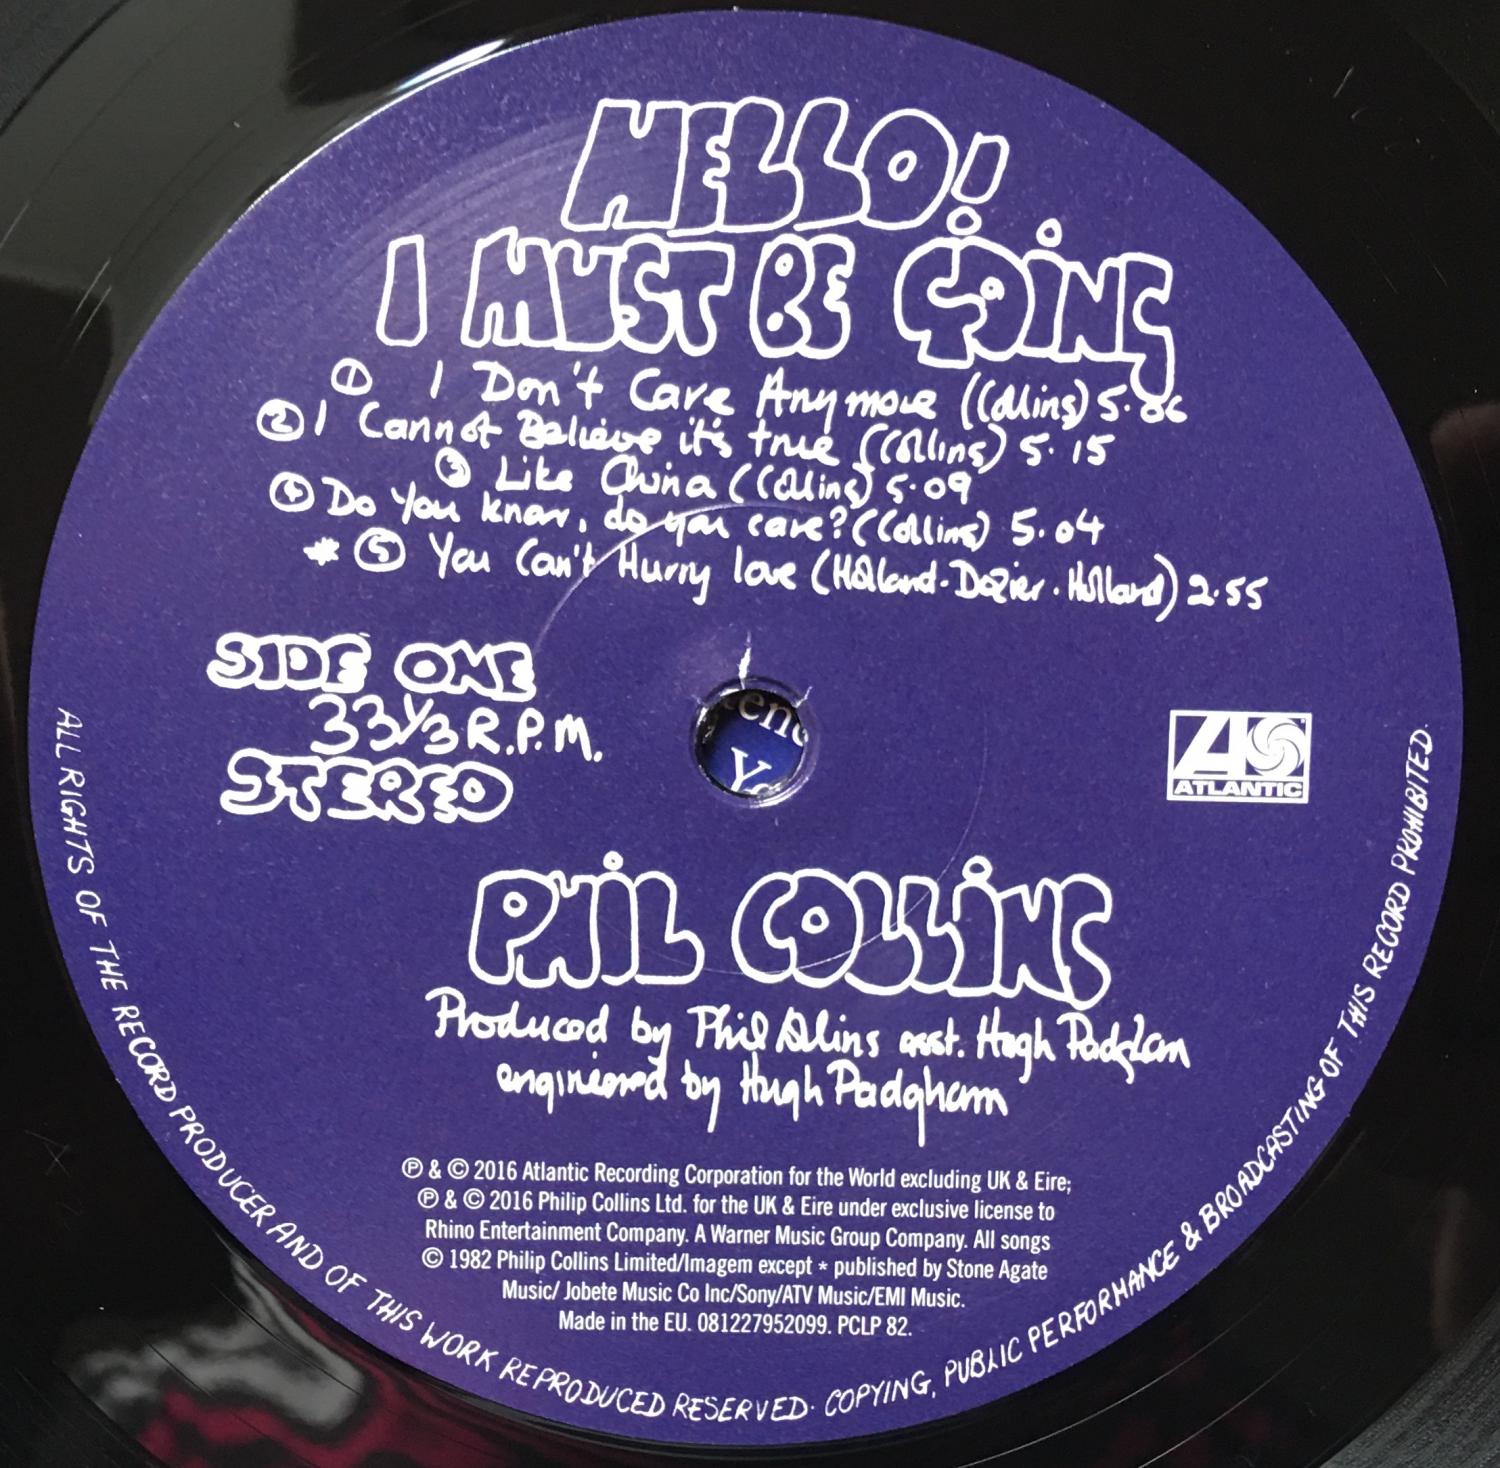 HELLO!
I MUST BE GOING
① I Don't Care Anymore (Collins) 5.06
② I Cannot Believe it's true (Collins) 5.15
③ Like China (Collins) 5.09
④ Do You know, do you care? (Collins) 5.04
* ⑤ You Can't Hurry love (Holland. Dozier. Holland) 2.55
SIDE ONE
33⅓ R.P.M.
STEREO
ATLANTIC
PHIL COLLINS
Produced by Phil Collins asst. Hugh Padgham
engineered by Hugh Padgham
℗ & © 2016 Atlantic Recording Corporation for the World excluding UK & Eire;
℗ & © 2016 Philip Collins Ltd. for the UK & Eire under exclusive license to
Rhino Entertainment Company. A Warner Music Group Company. All songs
© 1982 Philip Collins Limited/Imagem except * published by Stone Agate
Music/ Jobete Music Co Inc/Sony/ATV Music/EMI Music.
Made in the EU. 081227952099. PCLP 82.
ALL RIGHTS OF THE RECORD PRODUCER AND OF THIS WORK REPRODUCED RESERVED. COPYING, PUBLIC PERFORMANCE & BROADCASTING OF THIS RECORD PROHIBITED.